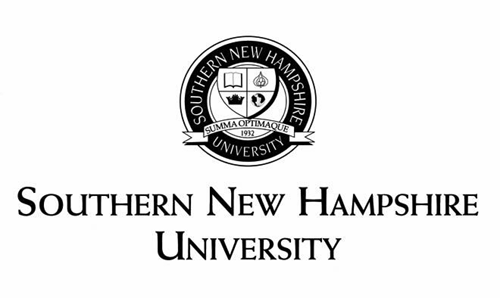 SOUTHERN NEW HAMPSHIRE
SUMMA OPTIMAQUE
1932
UNIVERSITY
SOUTHERN NEW HAMPSHIRE
UNIVERSITY